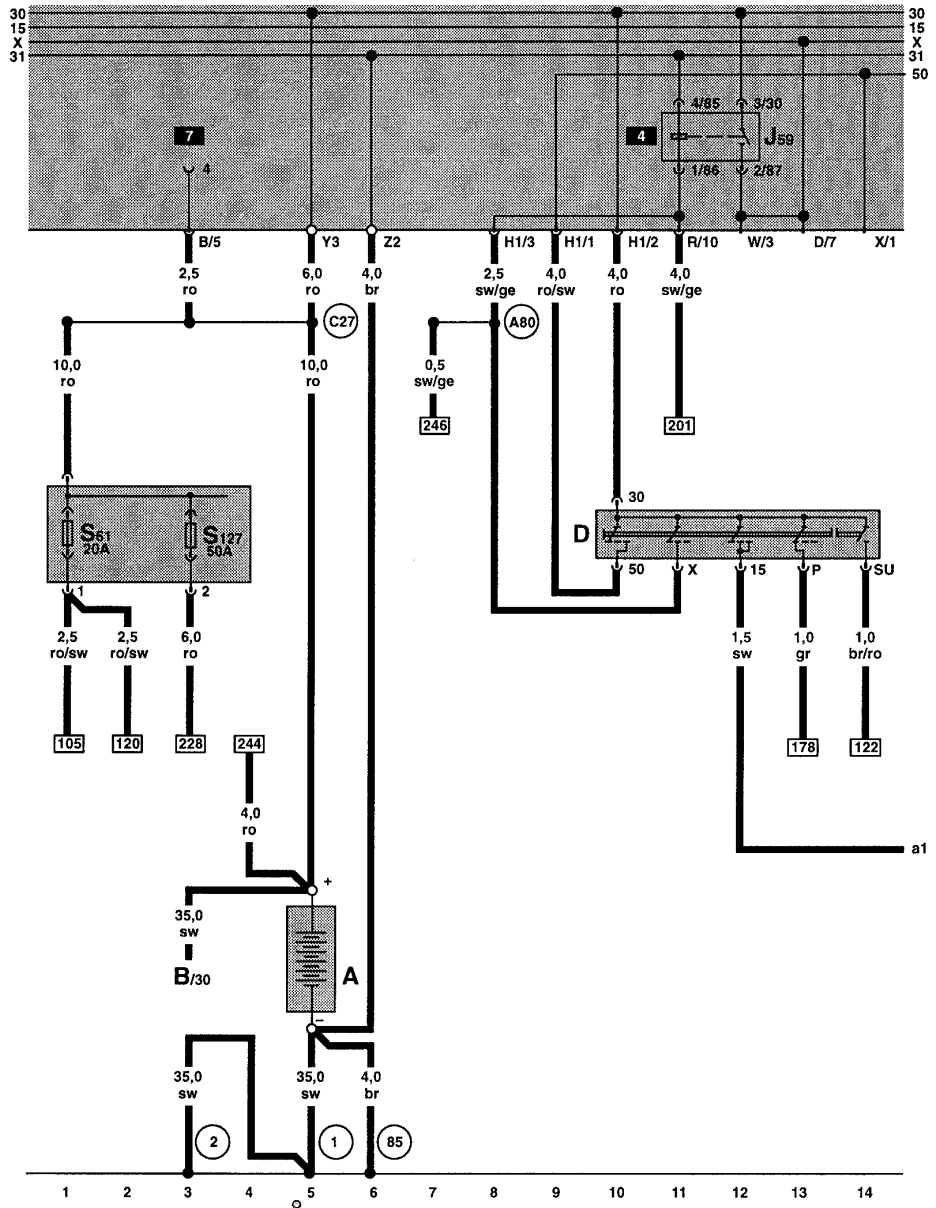 30 30
15 15
X X
31 31
50
4/85 3/30
7 4 J59
4
1/86 2/87
B/5 Y3 Z2 H1/3 H1/1 H1/2 R/10 W/3 D/7 X/1
2,5 6,0 4,0 2,5 4,0 4,0 4,0
ro ro br sw/ge ro/sw ro sw/ge
C27 A80
10,0 10,0 0,5
ro ro sw/ge
246 201
30
S61 S127 D
20A 50A
1 2 50 X 15 P SU
2,5 2,5 6,0 1,5 1,0 1,0
ro/sw ro/sw ro sw gr br/ro
105 120 228 244 178 122
4,0
ro
a1
+
35,0
sw
B/30 A
–
35,0 35,0 4,0
sw sw br
2 1 85
1 2 3 4 5 6 7 8 9 10 11 12 13 14